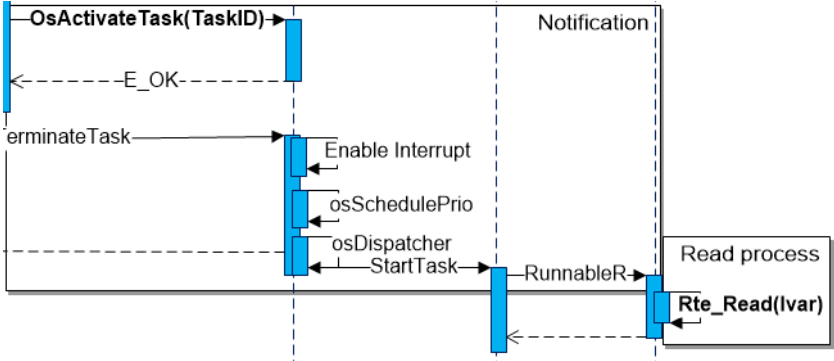 OsActivateTask(TaskID)
Notification
E_OK
erminateTask
Enable Interrupt
osSchedulePrio
osDispatcher
StartTask
RunnableR
Read process
Rte_Read(Ivar)